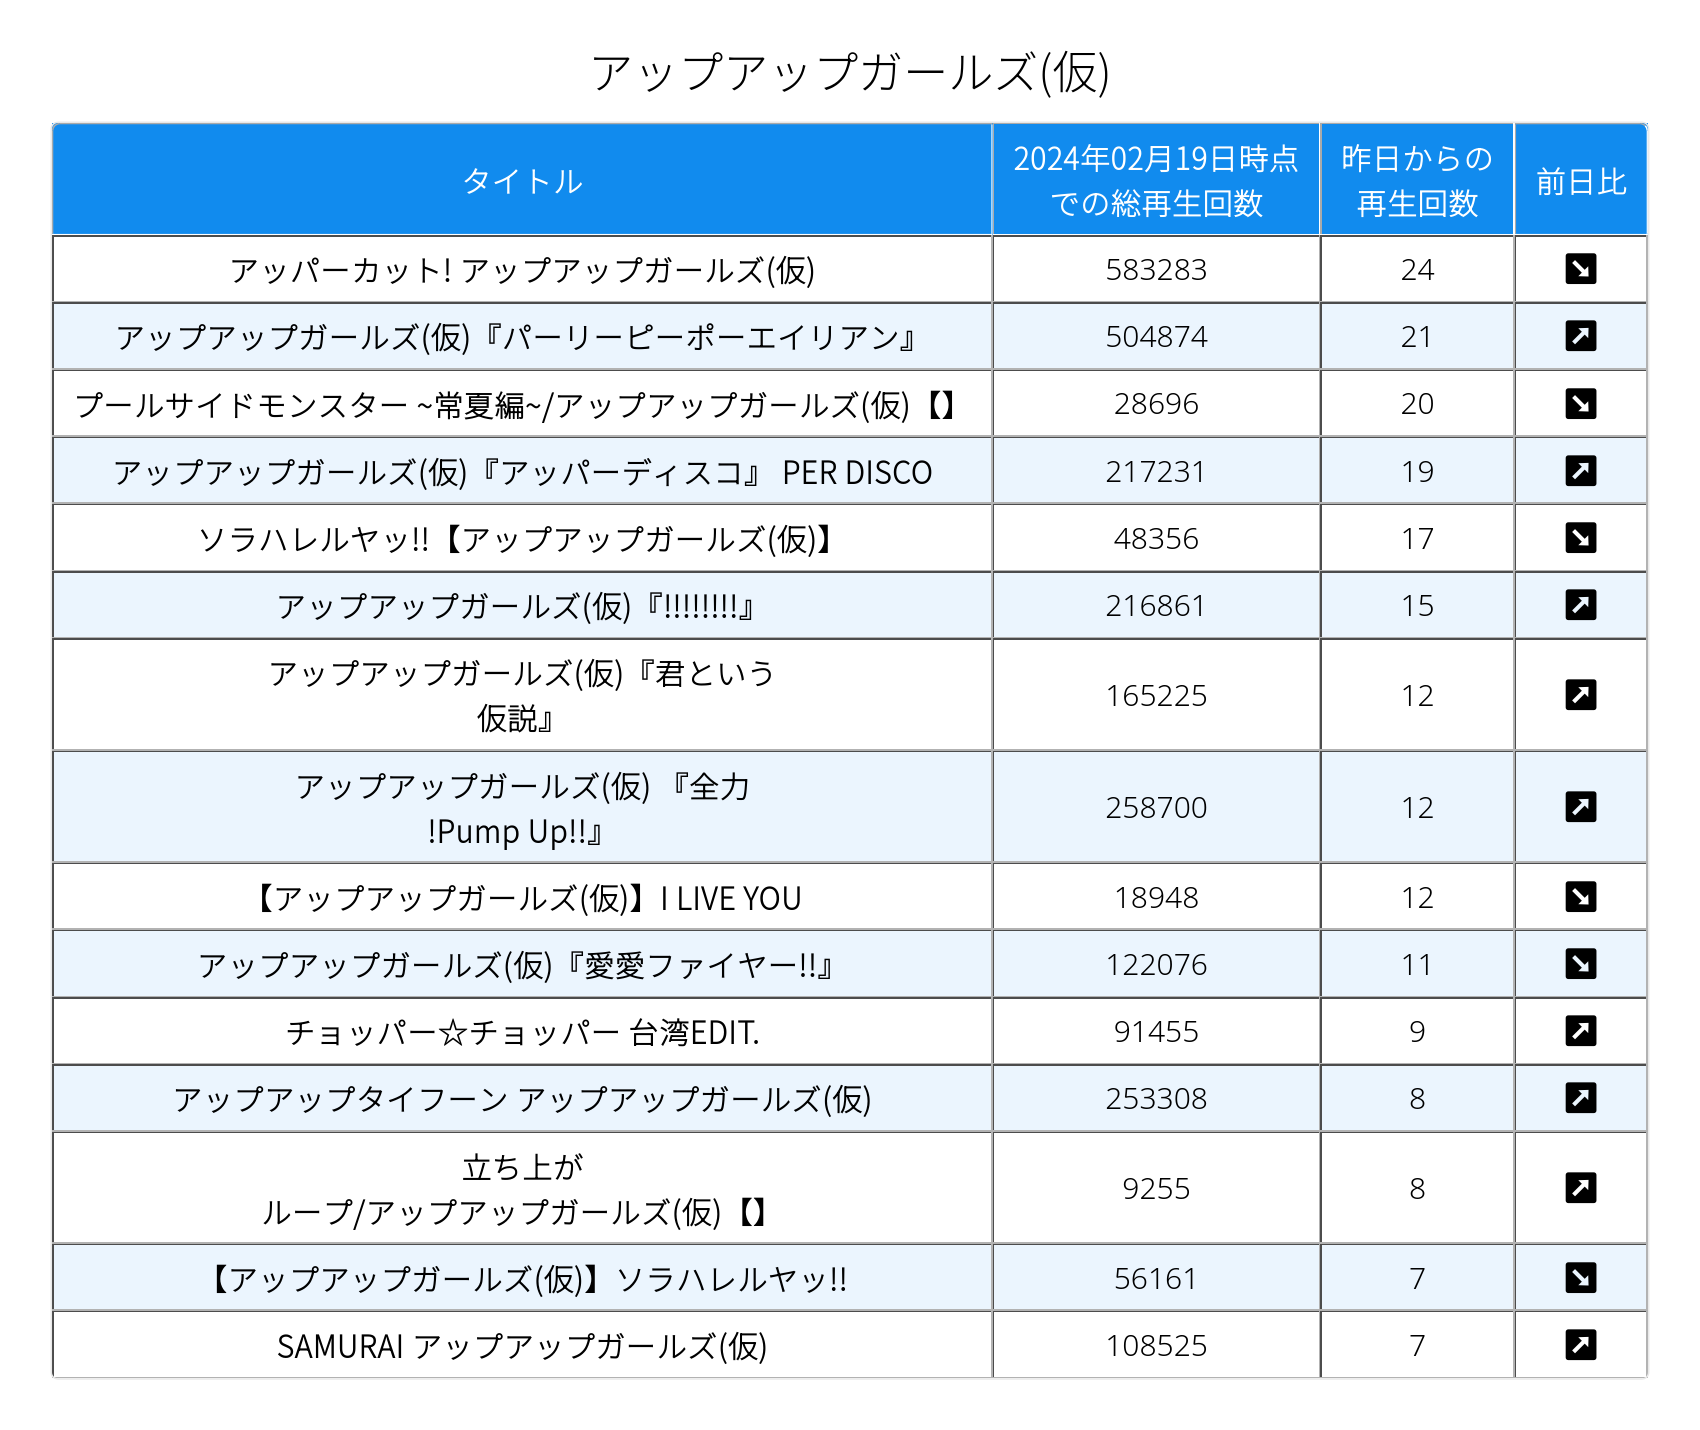 アップアップガールズ(仮)
タイトル 2024年02月19日時点 昨日からの 前日比
での総再生回数 再生回数
アッパーカット! アップアップガールズ(仮) 583283 24
アップアップガールズ(仮)『パーリーピーポーエイリアン』 504874 21
プールサイドモンスター ~常夏編~/アップアップガールズ(仮)【】 28696 20
アップアップガールズ(仮)『アッパーディスコ』 PER DISCO 217231 19
ソラハレルヤッ!!【アップアップガールズ(仮)】 48356 17
アップアップガールズ(仮)『!!!!!!!!』 216861 15
アップアップガールズ(仮)『君という
仮説』 165225 12
アップアップガールズ(仮) 『全力
!Pump Up!!』 258700 12
【アップアップガールズ(仮)】I LIVE YOU 18948 12
アップアップガールズ(仮)『愛愛ファイヤー!!』 122076 11
チョッパー☆チョッパー 台湾EDIT. 91455 9
アップアップタイフーン アップアップガールズ(仮) 253308 8
立ち上が
ループ/アップアップガールズ(仮)【】 9255 8
【アップアップガールズ(仮)】ソラハレルヤッ!! 56161 7
SAMURAI アップアップガールズ(仮) 108525 7